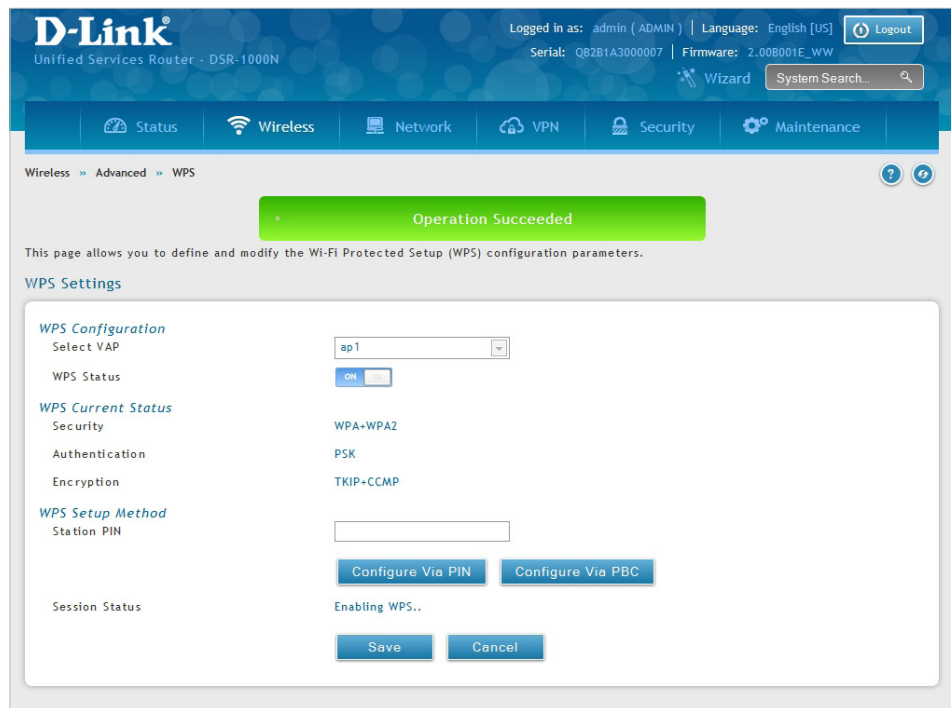 D-Link®
Unified Services Router - DSR-1000N
Logged in as: admin ( ADMIN ) | Language: English [US]
Logout
Serial: QB2B1A3000007 | Firmware: 2.00B001E_WW
Wizard
System Search...
Status
Wireless
Network
VPN
Security
Maintenance
Wireless » Advanced » WPS
?
Operation Succeeded
This page allows you to define and modify the Wi-Fi Protected Setup (WPS) configuration parameters.
WPS Settings
WPS Configuration
Select VAP ap1
WPS Status ON
WPS Current Status
Security WPA+WPA2
Authentication PSK
Encryption TKIP+CCMP
WPS Setup Method
Station PIN
Configure Via PIN Configure Via PBC
Session Status Enabling WPS..
Save Cancel